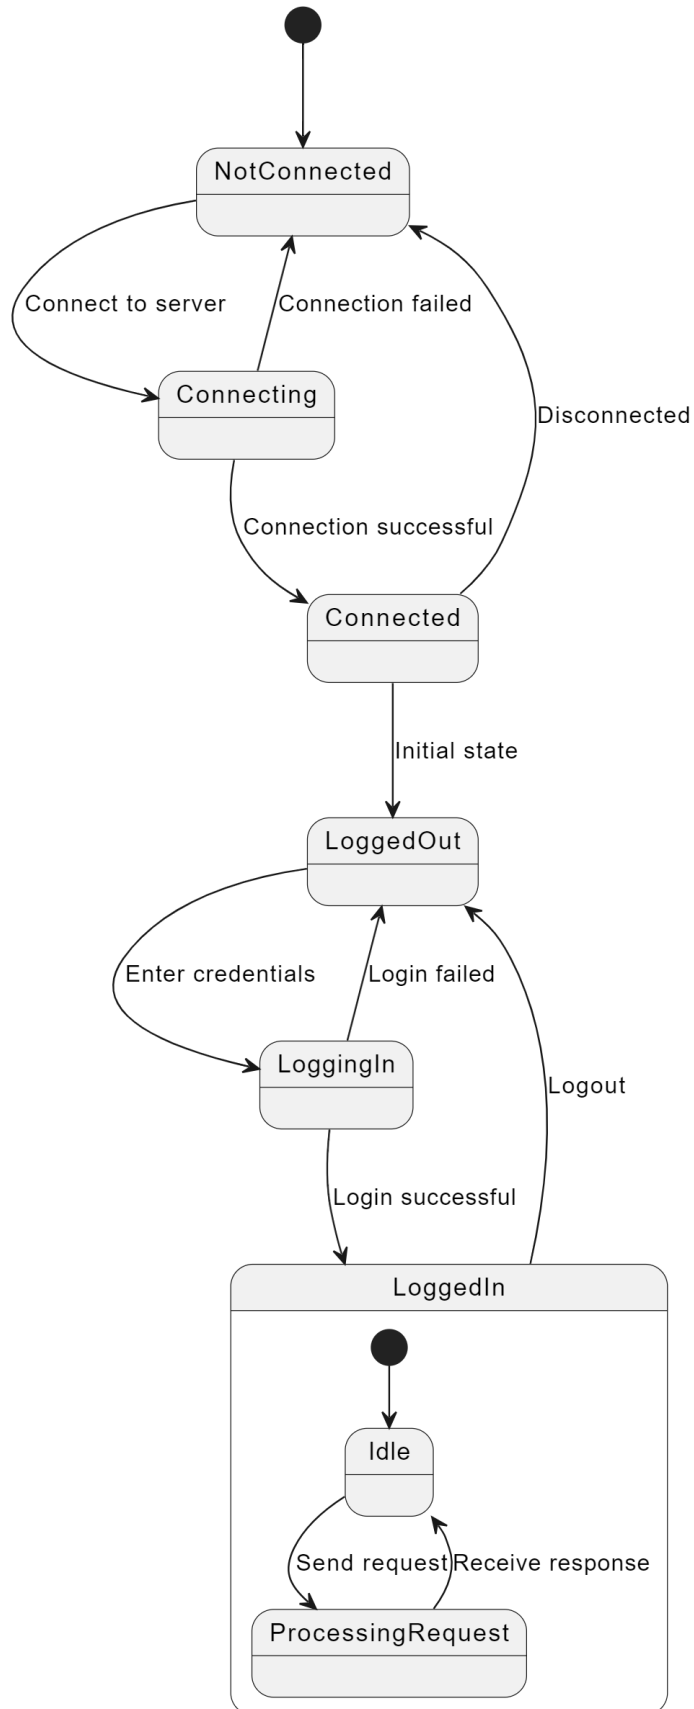 NotConnected
Connect to server
Connection failed
Connecting
Disconnected
Connection successful
Connected
Initial state
LoggedOut
Enter credentials
Login failed
LoggingIn
Logout
Login successful
LoggedIn
Idle
Send request
Receive response
ProcessingRequest